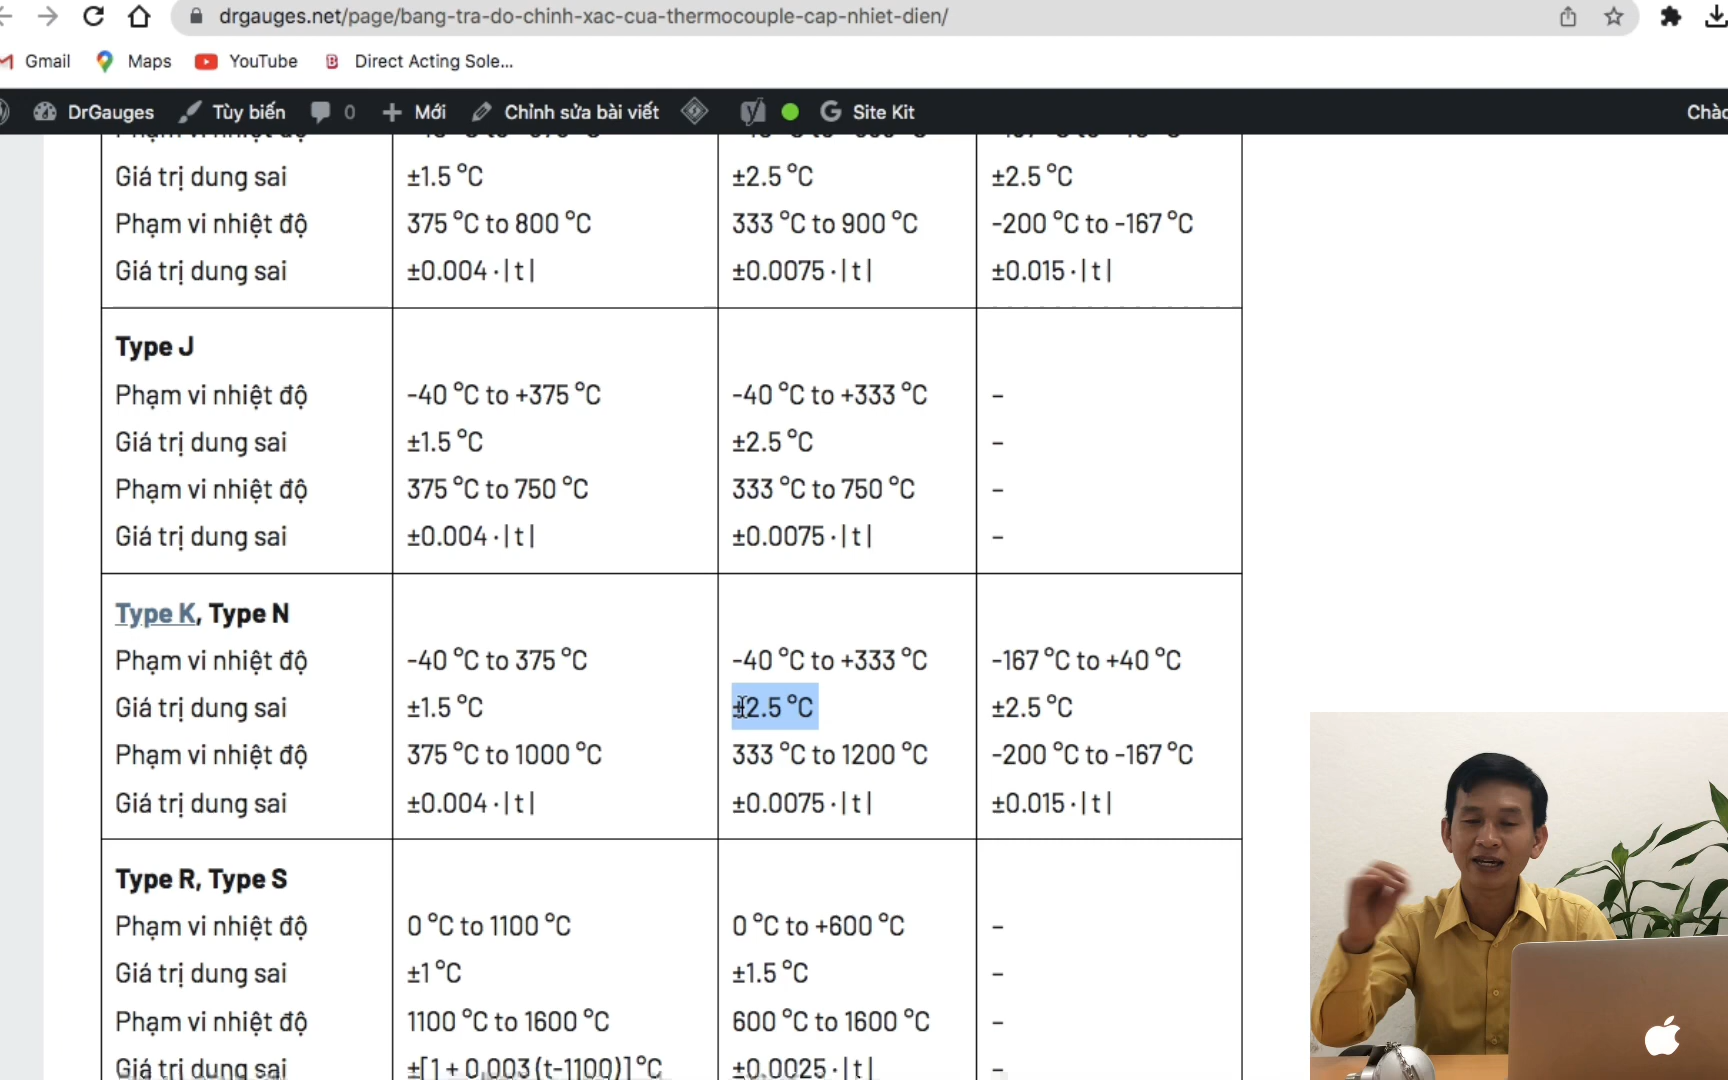 drgauges.net/page/bang-tra-do-chinh-xac-cua-thermocouple-cap-nhiet-dien/
Gmail Maps YouTube Direct Acting Sole...
DrGauges Tùy biến 0 Mới Chỉnh sửa bài viết Site Kit Chào
Giá trị dung sai ±1.5 °C ±2.5 °C ±2.5 °C
Phạm vi nhiệt độ 375 °C to 800 °C 333 °C to 900 °C -200 °C to -167 °C
Giá trị dung sai ±0.004 · | t | ±0.0075 · | t | ±0.015 · | t |
Type J
Phạm vi nhiệt độ -40 °C to +375 °C -40 °C to +333 °C –
Giá trị dung sai ±1.5 °C ±2.5 °C –
Phạm vi nhiệt độ 375 °C to 750 °C 333 °C to 750 °C –
Giá trị dung sai ±0.004 · | t | ±0.0075 · | t | –
Type K, Type N
Phạm vi nhiệt độ -40 °C to 375 °C -40 °C to +333 °C -167 °C to +40 °C
Giá trị dung sai ±1.5 °C ±2.5 °C ±2.5 °C
Phạm vi nhiệt độ 375 °C to 1000 °C 333 °C to 1200 °C -200 °C to -167 °C
Giá trị dung sai ±0.004 · | t | ±0.0075 · | t | ±0.015 · | t |
Type R, Type S
Phạm vi nhiệt độ 0 °C to 1100 °C 0 °C to +600 °C –
Giá trị dung sai ±1 °C ±1.5 °C –
Phạm vi nhiệt độ 1100 °C to 1600 °C 600 °C to 1600 °C –
Giá trị dung sai ±[1 + 0.003 (t-1100)] °C ±0.0025 · | t | –